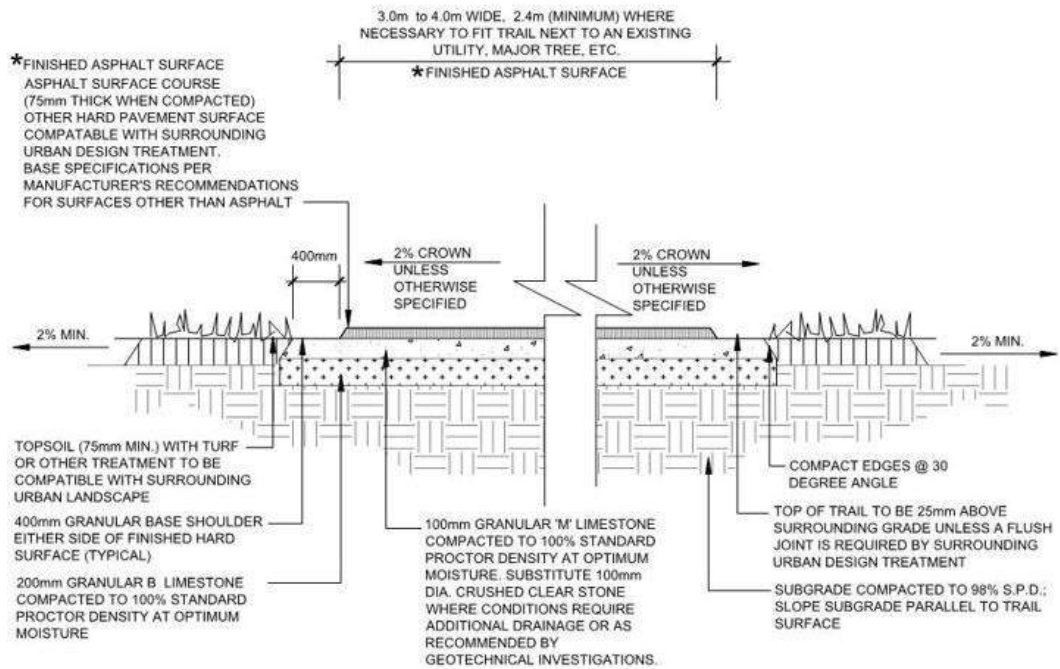 3.0m to 4.0m WIDE, 2.4m (MINIMUM) WHERE
NECESSARY TO FIT TRAIL NEXT TO AN EXISTING
UTILITY, MAJOR TREE, ETC.
*FINISHED ASPHALT SURFACE
*FINISHED ASPHALT SURFACE
ASPHALT SURFACE COURSE
(75mm THICK WHEN COMPACTED)
OTHER HARD PAVEMENT SURFACE
COMPATABLE WITH SURROUNDING
URBAN DESIGN TREATMENT.
BASE SPECIFICATIONS PER
MANUFACTURER'S RECOMMENDATIONS
FOR SURFACES OTHER THAN ASPHALT
400mm
2% CROWN
UNLESS
OTHERWISE
SPECIFIED
2% CROWN
UNLESS
OTHERWISE
SPECIFIED
2% MIN.
2% MIN.
TOPSOIL (75mm MIN.) WITH TURF
OR OTHER TREATMENT TO BE
COMPATIBLE WITH SURROUNDING
URBAN LANDSCAPE
400mm GRANULAR BASE SHOULDER
EITHER SIDE OF FINISHED HARD
SURFACE (TYPICAL)
200mm GRANULAR B LIMESTONE
COMPACTED TO 100% STANDARD
PROCTOR DENSITY AT OPTIMUM
MOISTURE
100mm GRANULAR 'M' LIMESTONE
COMPACTED TO 100% STANDARD
PROCTOR DENSITY AT OPTIMUM
MOISTURE. SUBSTITUTE 100mm
DIA. CRUSHED CLEAR STONE
WHERE CONDITIONS REQUIRE
ADDITIONAL DRAINAGE OR AS
RECOMMENDED BY
GEOTECHNICAL INVESTIGATIONS.
COMPACT EDGES @ 30
DEGREE ANGLE
TOP OF TRAIL TO BE 25mm ABOVE
SURROUNDING GRADE UNLESS A FLUSH
JOINT IS REQUIRED BY SURROUNDING
URBAN DESIGN TREATMENT
SUBGRADE COMPACTED TO 98% S.P.D.;
SLOPE SUBGRADE PARALLEL TO TRAIL
SURFACE